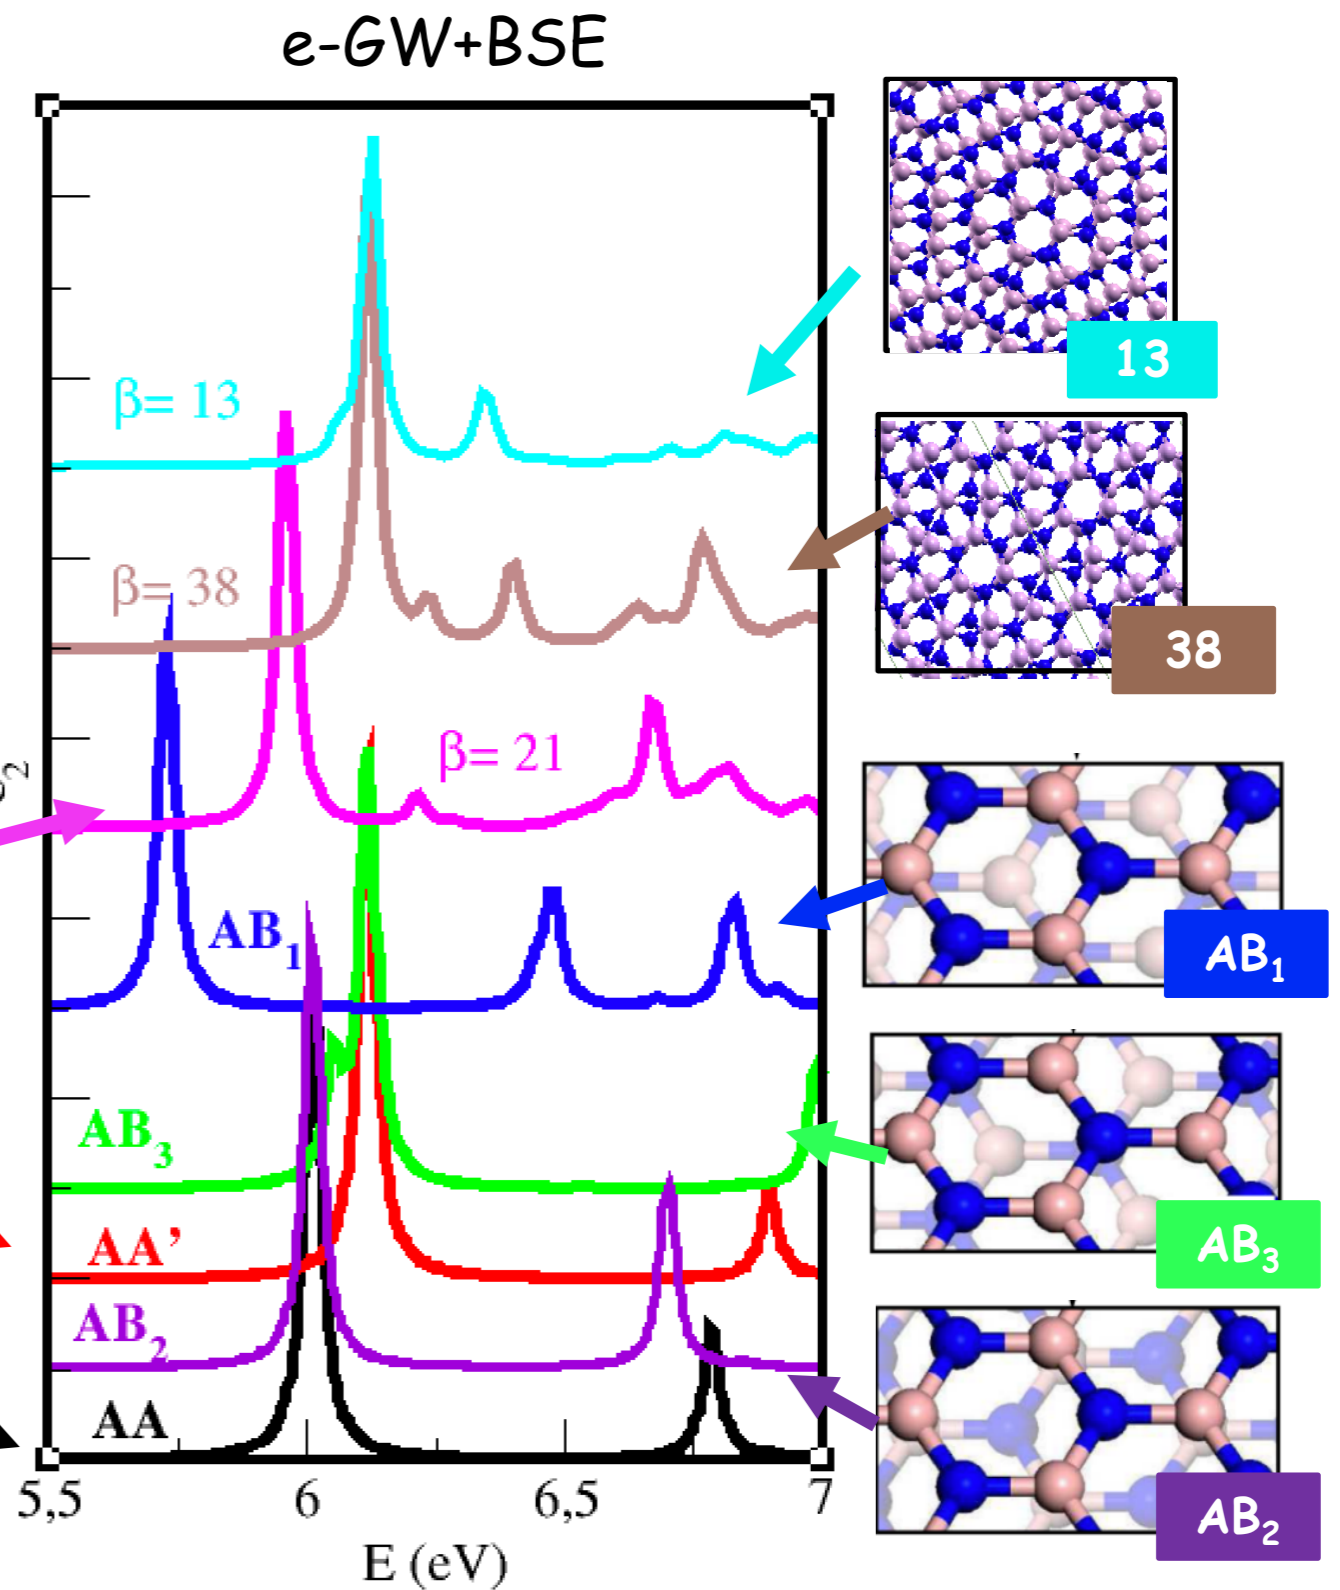 e-GW+BSE
β= 13
13
β= 38
38
β= 21
AB₁
AB₁
AB₃
AB₃
AA’
AB₂
AB₂
AA
5,5 6 6,5 7
E (eV)